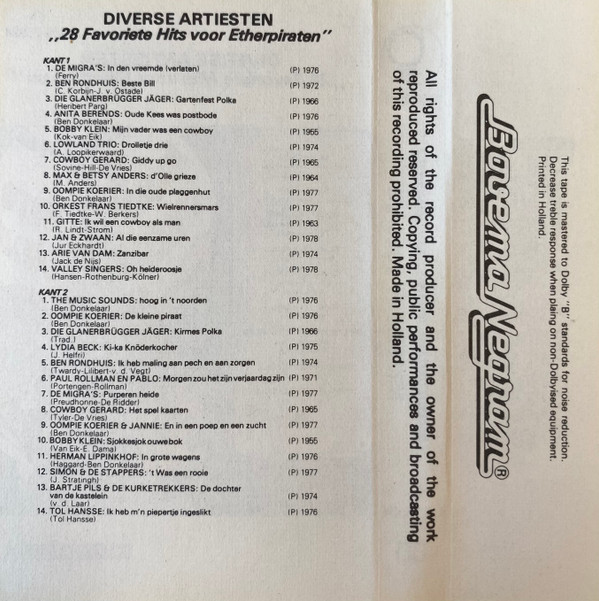 DIVERSE ARTIESTEN
,,28 Favoriete Hits voor Etherpiraten"
KANT 1
1. DE MIGRA'S: In den vreemde (verlaten) (P) 1976
(Ferry)
2. BEN RONDHUIS: Beste Bill (P) 1972
(C. Korbijn-J. v. Ostade)
3. DIE GLANERBRÜGGER JÄGER: Gartenfest Polka (P) 1966
(Heribert Parg)
4. ANITA BERENDS: Oude Kees was postbode (P) 1976
(Ben Donkelaar)
5. BOBBY KLEIN: Mijn vader was een cowboy (P) 1955
(Kok-van Eik)
6. LOWLAND TRIO: Drolletje drie (P) 1974
(A. Loopikerwaard)
7. COWBOY GERARD: Giddy up go (P) 1965
(Sovine-Hill-De Vries)
8. MAX & BETSY ANDERS: d'Olle grieze (P) 1964
(M. Anders)
9. OOMPIE KOERIER: In die oude plaggenhut (P) 1977
(Ben Donkelaar)
10. ORKEST FRANS TIEDTKE: Wielrennersmars (P) 1977
(F. Tiedtke-W. Berkers)
11. GITTE: Ik wil een cowboy als man (P) 1963
(R. Lindt-Strom)
12. JAN & ZWAAN: Al die eenzame uren (P) 1978
(Jur Eckhardt)
13. ARIE VAN DAM: Zanzibar (P) 1974
(Jack de Nijs)
14. VALLEY SINGERS: Oh heideroosje (P) 1978
(Hansen-Rothenburg-Kölner)
KANT 2
1. THE MUSIC SOUNDS: hoog in 't noorden (P) 1976
(Ben Donkelaar)
2. OOMPIE KOERIER: De kleine piraat (P) 1976
(Ben Donkelaar)
3. DIE GLANERBRÜGGER JÄGER: Kirmes Polka (P) 1966
(Trad.)
4. LYDIA BECK: Ki-ka Knöderkocher (P) 1975
(J. Helfri)
5. BEN RONDHUIS: Ik heb maling aan pech en aan zorgen (P) 1974
(Twardy-Lilibert-v. d. Vegt)
6. PAUL ROLLMAN EN PABLO: Morgen zou het zijn verjaardag zijn (P) 1971
(Portengen-Rollman)
7. DE MIGRA'S: Purperen heide (P) 1977
(Preudhonne-De Ridder)
8. COWBOY GERARD: Het spel kaarten (P) 1965
(Tyler-De Vries)
9. OOMPIE KOERIER & JANNIE: En in een poep en een zucht (P) 1977
(Ben Donkelaar)
10. BOBBY KLEIN: Sjokkesjok ouwe bok (P) 1955
(Van Eik-E. Dama)
11. HERMAN LIPPINKHOF: In grote wagens (P) 1976
(Haggard-Ben Donkelaar)
12. SIMON & DE STAPPERS: 't Was een rooie (P) 1977
(J. Stratingh)
13. BARTJE PILS & DE KURKETREKKERS: De dochter
van de kastelein (P) 1974
(v. d. Laar)
14. TOL HANSSE: Ik heb m'n piepertje ingeslikt (P) 1976
(Tol Hansse)
All rights of the record producer and the owner of the work
reproduced reserved. Copying, public performances and broadcasting
of this recording prohibited. Made in Holland.
Bovema Negram ®
This tape is mastered to Dolby "B" standards for noise reduction.
Decrease treble response when plaing on non-Dolbyised equipment.
Printed in Holland.